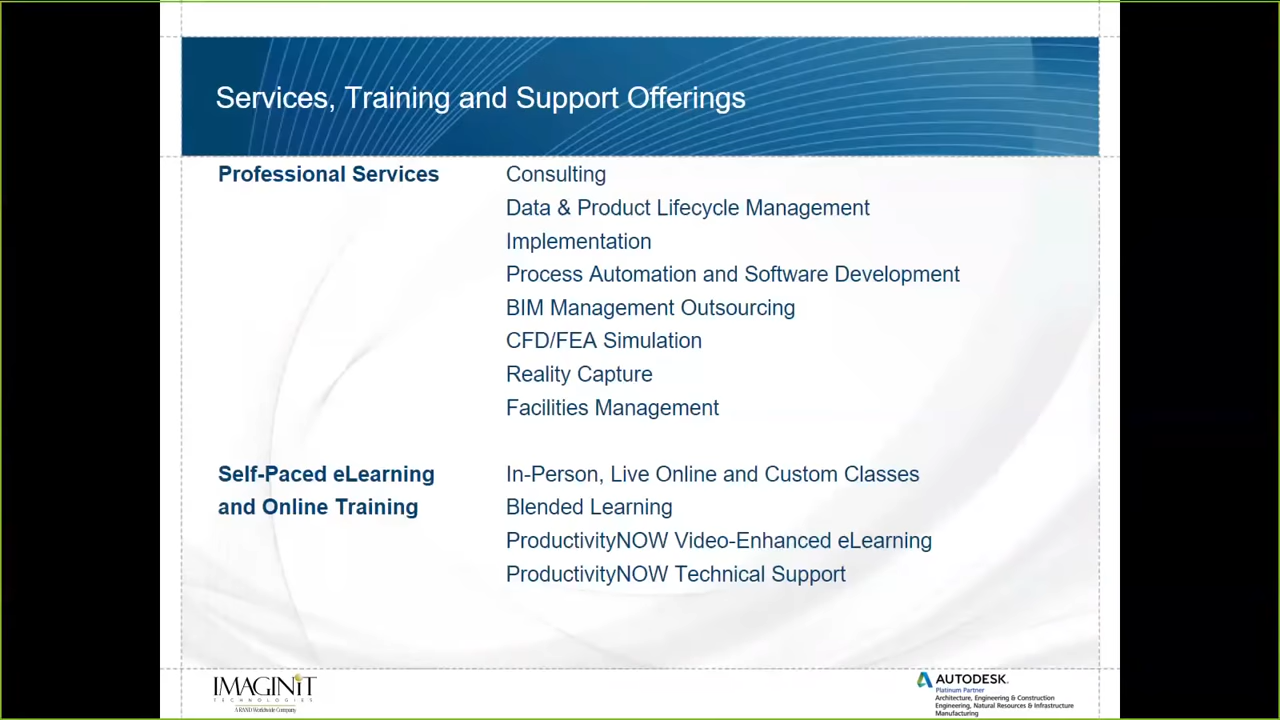 Services, Training and Support Offerings
Professional Services
Consulting
Data & Product Lifecycle Management
Implementation
Process Automation and Software Development
BIM Management Outsourcing
CFD/FEA Simulation
Reality Capture
Facilities Management
Self-Paced eLearning
and Online Training
In-Person, Live Online and Custom Classes
Blended Learning
ProductivityNOW Video-Enhanced eLearning
ProductivityNOW Technical Support
IMAGINiT
TECHNOLOGIES
A RAND Worldwide Company
AUTODESK.
Platinum Partner
Architecture, Engineering & Construction
Engineering, Natural Resources & Infrastructure
Manufacturing